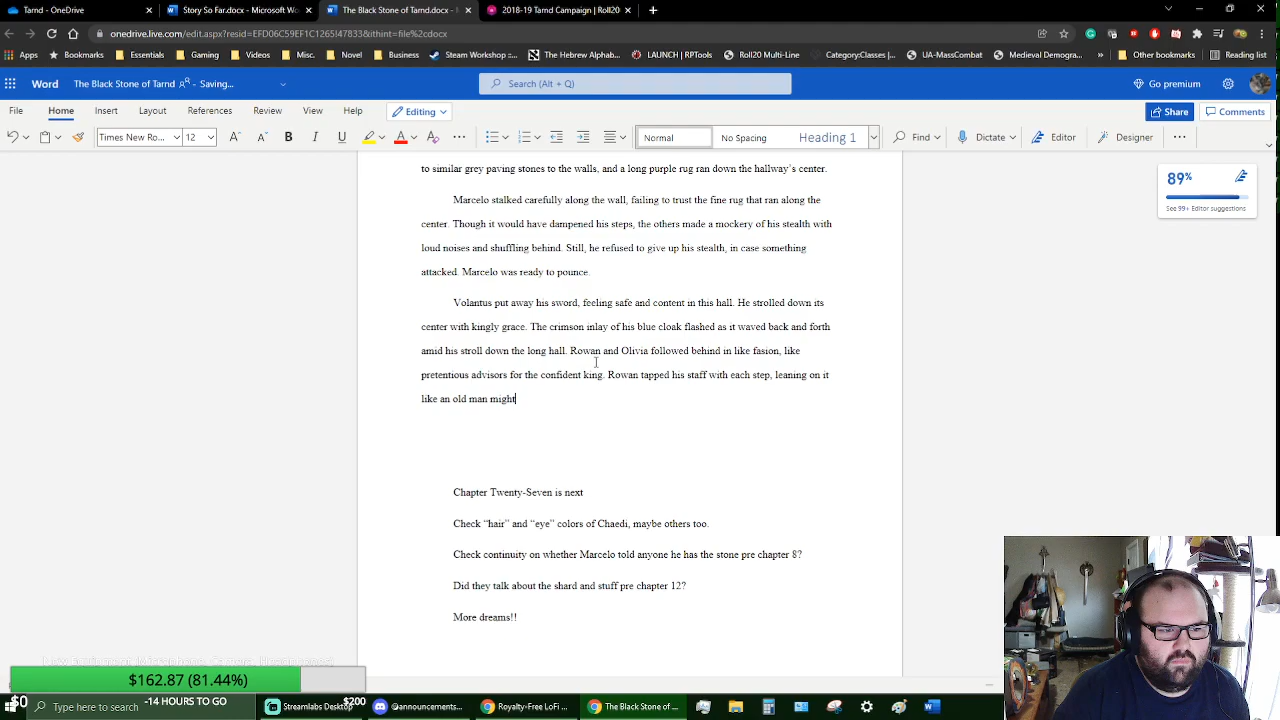 Tarnd - OneDrive
Story So Far.docx - Microsoft Wo
The Black Stone of Tarnd.docx - M
2018-19 Tarnd Campaign | Roll20
onedrive.live.com/edit.aspx?resid=EFD06C59EF1C1265!47833&ithint=file%2cdocx
Apps
Bookmarks
Essentials
Gaming
Videos
Misc.
Novel
Business
Steam Workshop ::...
The Hebrew Alphab...
LAUNCH | RPTools
Roll20 Multi-Line
Category:Classes |...
UA-MassCombat
Medieval Demogra...
»
Other bookmarks
Reading list
Word
The Black Stone of Tarnd - Saving...
Search (Alt + Q)
Go premium
File
Home
Insert
Layout
References
Review
View
Help
Editing
Share
Comments
Times New Ro...
12
B
I
U
Normal
No Spacing
Heading 1
Find
Dictate
Editor
Designer
to similar grey paving stones to the walls, and a long purple rug ran down the hallway's center.
Marcelo stalked carefully along the wall, failing to trust the fine rug that ran along the
center. Though it would have dampened his steps, the others made a mockery of his stealth with
loud noises and shuffling behind. Still, he refused to give up his stealth, in case something
attacked. Marcelo was ready to pounce.
Volantus put away his sword, feeling safe and content in this hall. He strolled down its
center with kingly grace. The crimson inlay of his blue cloak flashed as it waved back and forth
amid his stroll down the long hall. Rowan and Olivia followed behind in like fasion, like
pretentious advisors for the confident king. Rowan tapped his staff with each step, leaning on it
like an old man might
89%
See 99+ Editor suggestions
Chapter Twenty-Seven is next
Check "hair" and "eye" colors of Chaedi, maybe others too.
Check continuity on whether Marcelo told anyone he has the stone pre chapter 8?
Did they talk about the shard and stuff pre chapter 12?
More dreams!!
$162.87 (81.44%)
$0
-14 HOURS TO GO
$200
Type here to search
Streamlabs Desktop
@announcements...
Royalty-Free LoFi ...
The Black Stone of ...